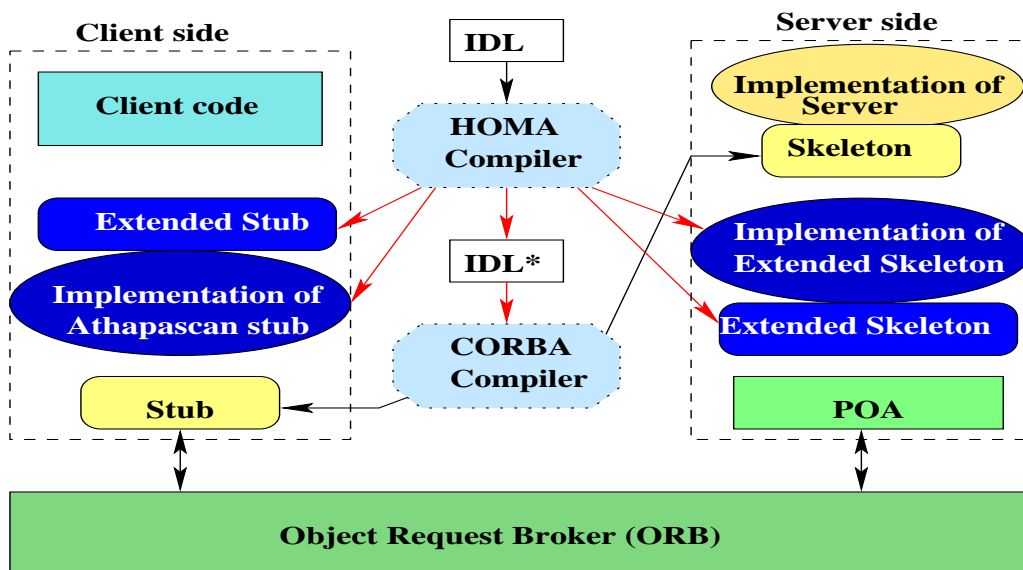 Client side
Client code
Extended Stub
Implementation of
Athapascan stub
Stub
IDL
HOMA
Compiler
IDL*
CORBA
Compiler
Server side
Implementation of
Server
Skeleton
Implementation of
Extended Skeleton
Extended Skeleton
POA
Object Request Broker (ORB)